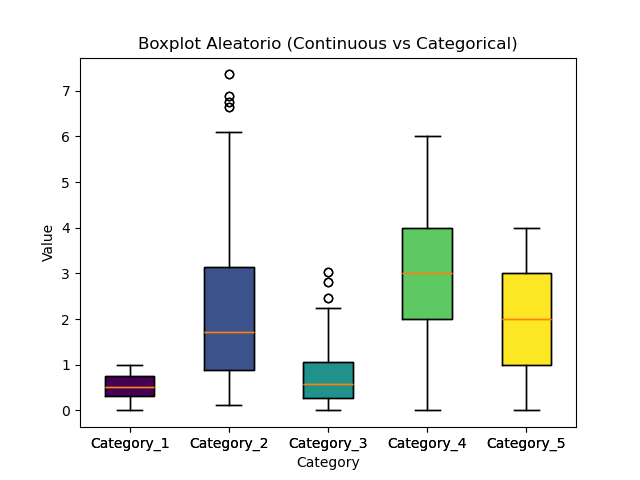 Boxplot Aleatorio (Continuous vs Categorical)
7
6
5
4
3
2
1
0
Value
Category_1 Category_2 Category_3 Category_4 Category_5
Category